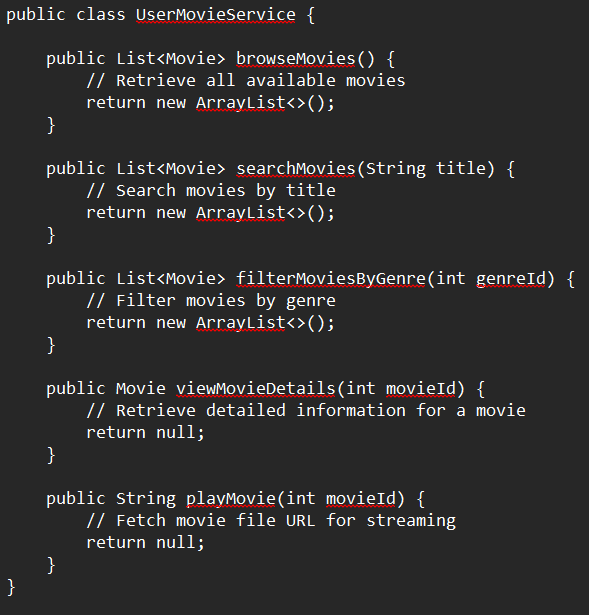 public class UserMovieService {
    public List<Movie> browseMovies() {
        // Retrieve all available movies
        return new ArrayList<>();
    }
    public List<Movie> searchMovies(String title) {
        // Search movies by title
        return new ArrayList<>();
    }
    public List<Movie> filterMoviesByGenre(int genreId) {
        // Filter movies by genre
        return new ArrayList<>();
    }
    public Movie viewMovieDetails(int movieId) {
        // Retrieve detailed information for a movie
        return null;
    }
    public String playMovie(int movieId) {
        // Fetch movie file URL for streaming
        return null;
    }
}